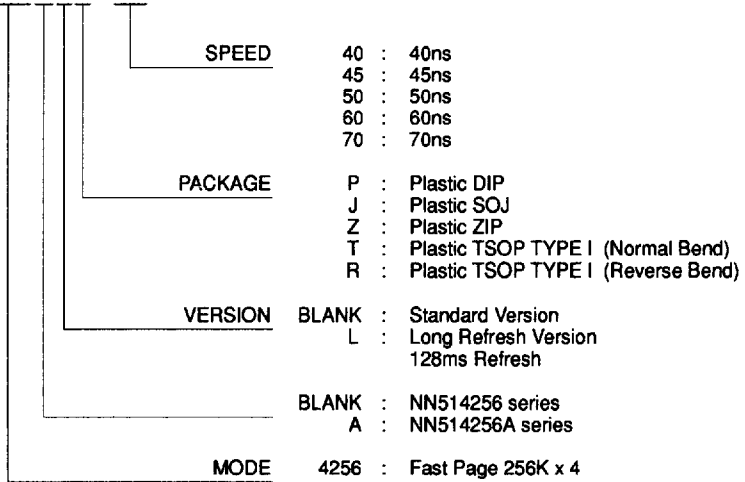 SPEED 40 : 40ns
45 : 45ns
50 : 50ns
60 : 60ns
70 : 70ns
PACKAGE P : Plastic DIP
J : Plastic SOJ
Z : Plastic ZIP
T : Plastic TSOP TYPE I (Normal Bend)
R : Plastic TSOP TYPE I (Reverse Bend)
VERSION BLANK : Standard Version
L : Long Refresh Version
128ms Refresh
BLANK : NN514256 series
A : NN514256A series
MODE 4256 : Fast Page 256K x 4